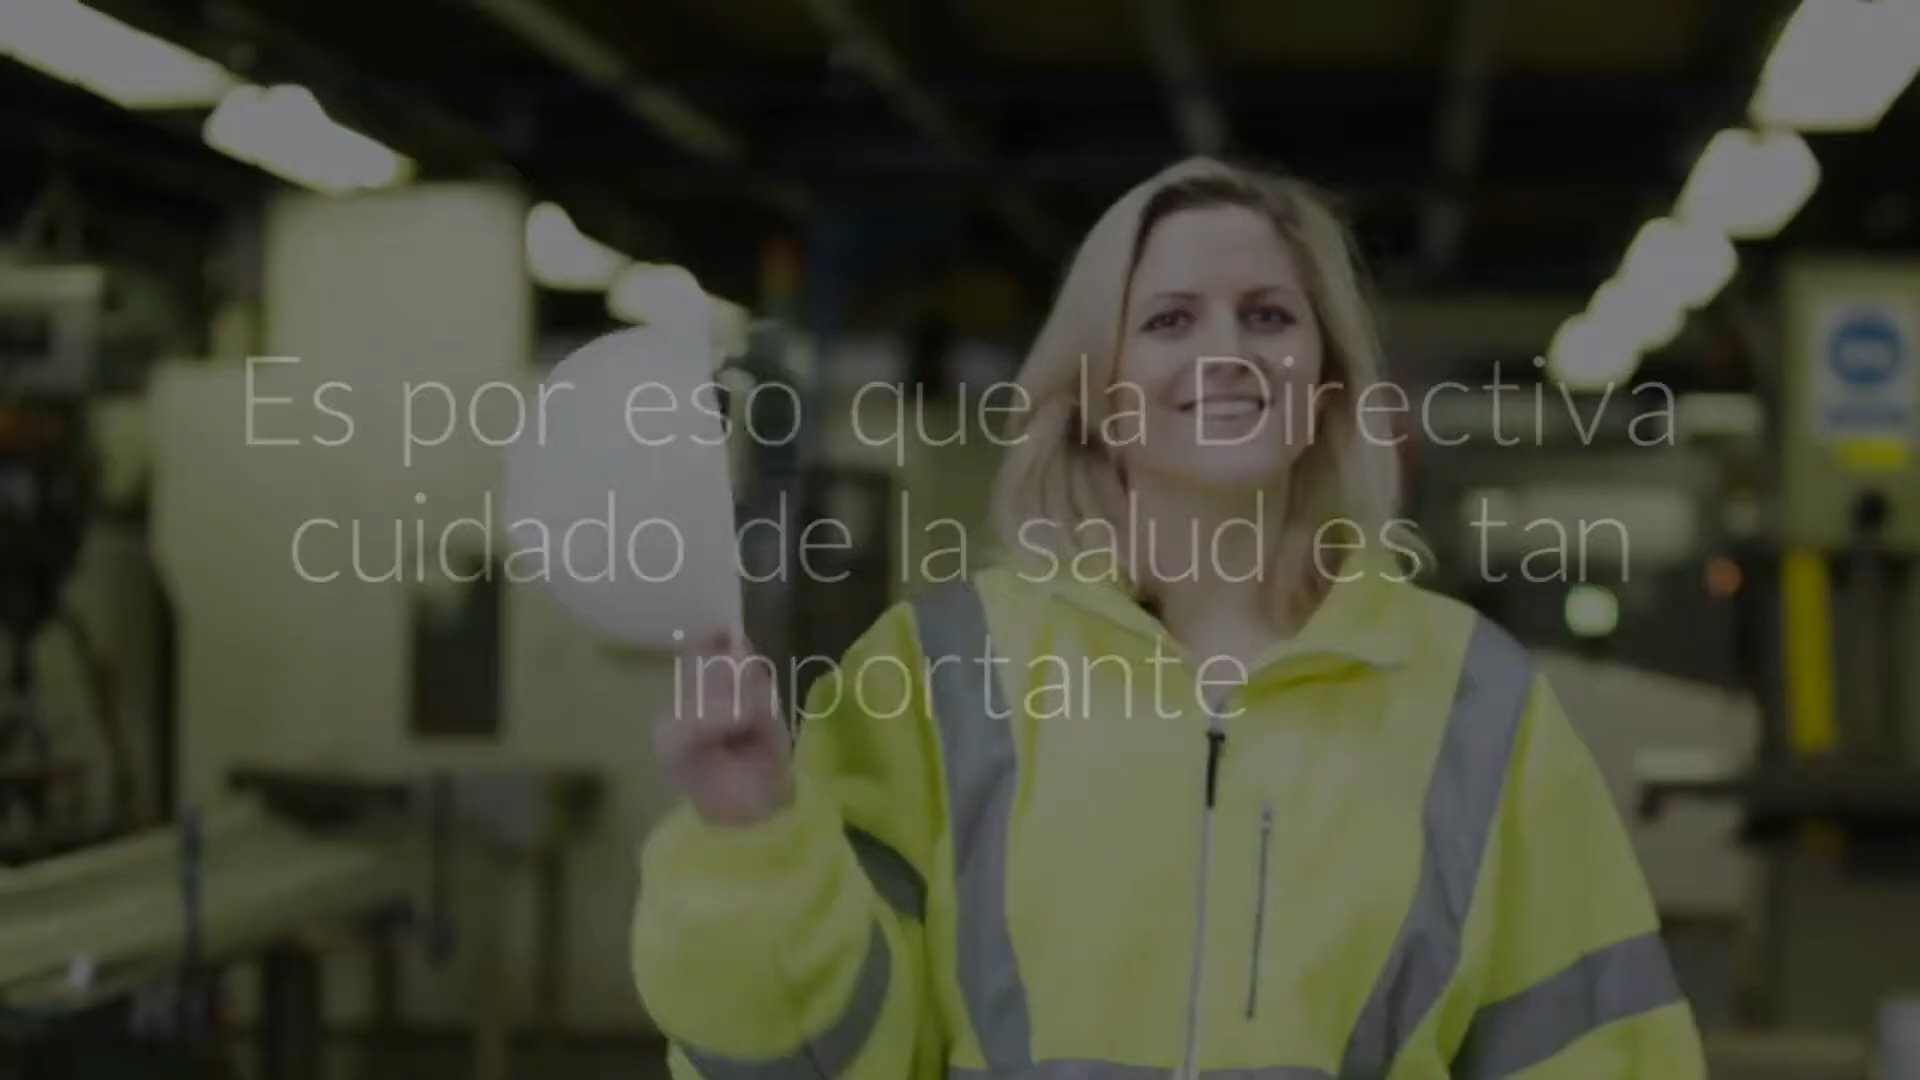 Es por eso que la Directiva
cuidado de la salud es tan
importante